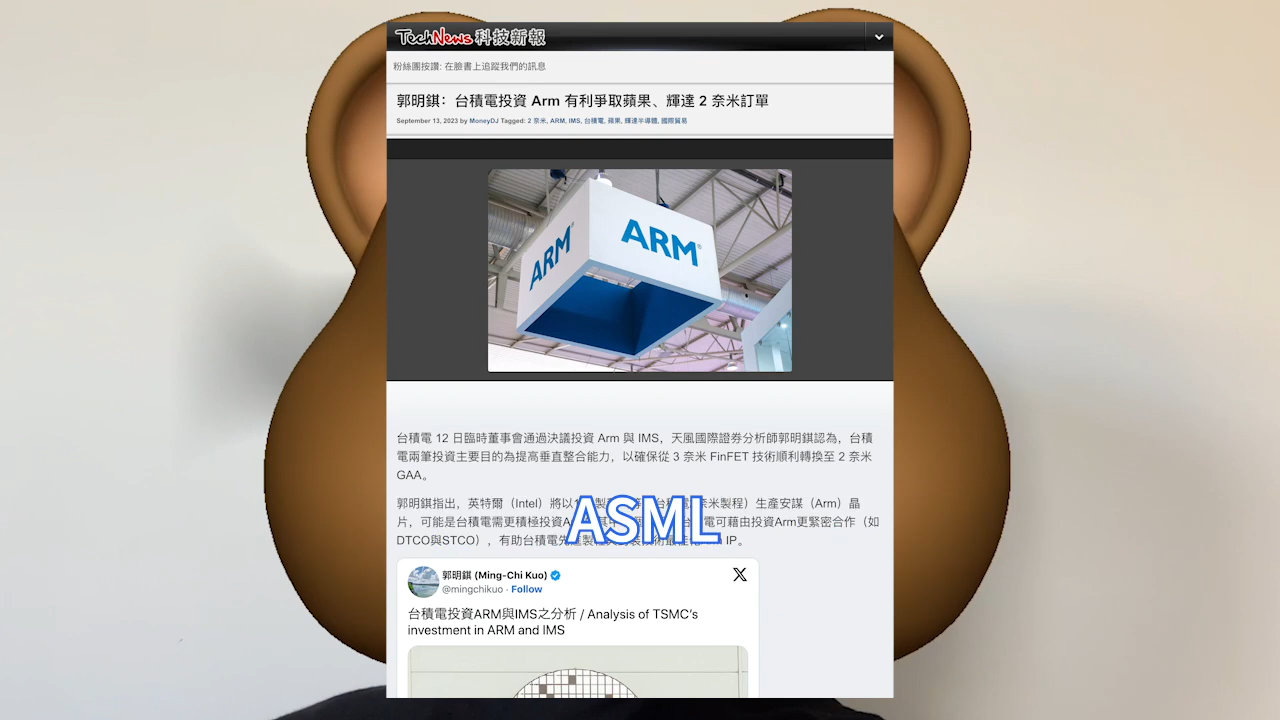 TechNews 科技新報
粉絲團按讚: 在臉書上追蹤我們的訊息
郭明錤：台積電投資 Arm 有利爭取蘋果、輝達 2 奈米訂單
September 13, 2023 by MoneyDJ Tagged: 2 奈米, ARM, IMS, 台積電, 蘋果, 輝達半導體, 國際貿易
ARM
ARM
台積電 12 日臨時董事會通過決議投資 Arm 與 IMS，天風國際證券分析師郭明錤認為，台積
電兩筆投資主要目的為提高垂直整合能力，以確保從 3 奈米 FinFET 技術順利轉換至 2 奈米
GAA。
郭明錤指出，英特爾（Intel）將以 奈米製程）生產安謀（Arm）晶
片，可能是台積電需更積極投資 電可藉由投資Arm更緊密合作（如
DTCO與STCO），有助台積電 IP。
ASML
郭明錤 (Ming-Chi Kuo)
@mingchikuo · Follow
台積電投資ARM與IMS之分析 / Analysis of TSMC's
investment in ARM and IMS